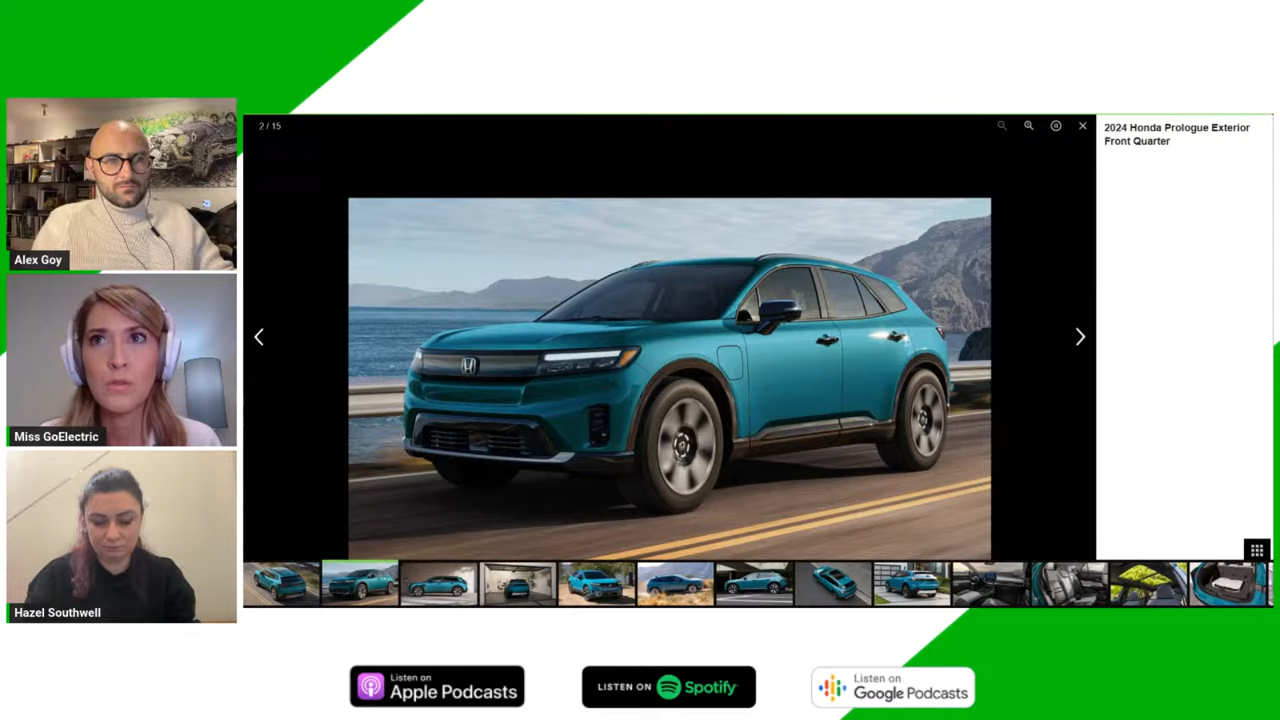 Alex Goy
Miss GoElectric
Hazel Southwell
2 / 15
2024 Honda Prologue Exterior
Front Quarter
Listen on
Apple Podcasts
LISTEN ON Spotify
Listen on
Google Podcasts